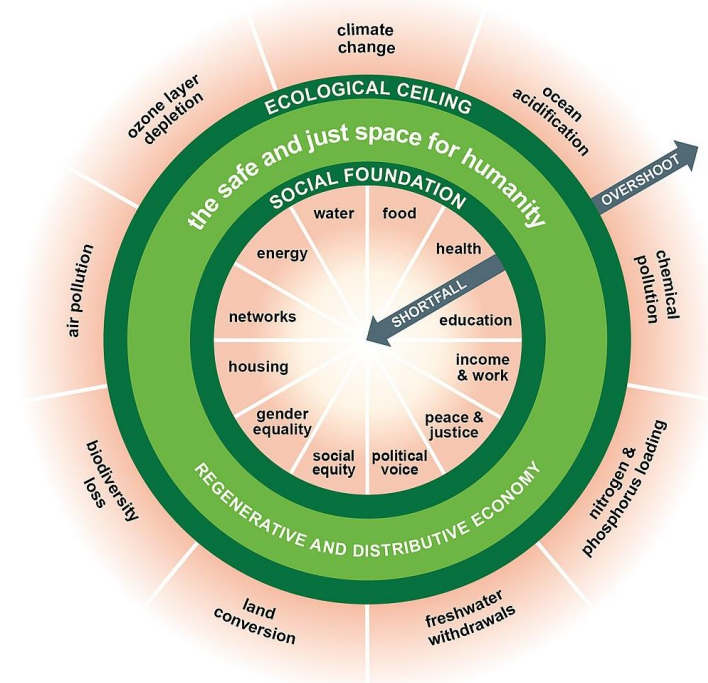 climate
change
ocean
acidification
OVERSHOOT
chemical
pollution
nitrogen &
phosphorus loading
freshwater
withdrawals
land
conversion
biodiversity
loss
air pollution
ozone layer
depletion
ECOLOGICAL CEILING
the safe and just space for humanity
SOCIAL FOUNDATION
water
food
health
SHORTFALL
education
income
& work
peace &
justice
political
voice
social
equity
gender
equality
housing
networks
energy
REGENERATIVE AND DISTRIBUTIVE ECONOMY